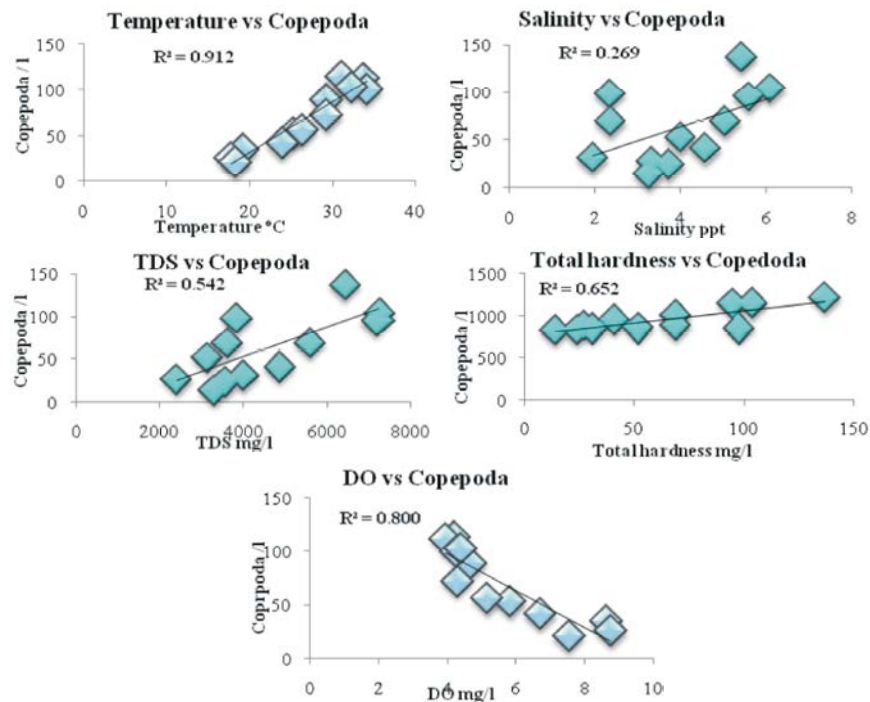 Temperature vs Copepoda
R² = 0.912
Copepoda / l
150
100
50
0
0 10 20 30 40
Temperature °C
Salinity vs Copepoda
R² = 0.269
Copepoda /l
150
100
50
0
0 2 4 6 8
Salinity ppt
TDS vs Copepoda
R² = 0.542
Copepoda /l
150
100
50
0
0 2000 4000 6000 8000
TDS mg/l
Total hardness vs Copedoda
R² = 0.652
Copepoda /l
1500
1000
500
0
0 50 100 150
Total hardness mg/l
DO vs Copepoda
R² = 0.800
Coprpoda /l
150
100
50
0
0 2 4 6 8 10
DO mg/l